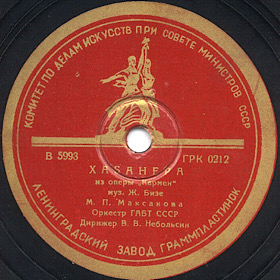 КОМИТЕТ ПО ДЕЛАМ ИСКУССТВ ПРИ СОВЕТЕ МИНИСТРОВ СССР
В 5993
ГРК 0212
ХАБАНЕРА
из оперы „Кармен"
муз. Ж. Бизе
М. П. Максакова
Оркестр ГАБТ СССР
Дирижер В. В. Небольсин
ЛЕНИНГРАДСКИЙ ЗАВОД ГРАММПЛАСТИНОК